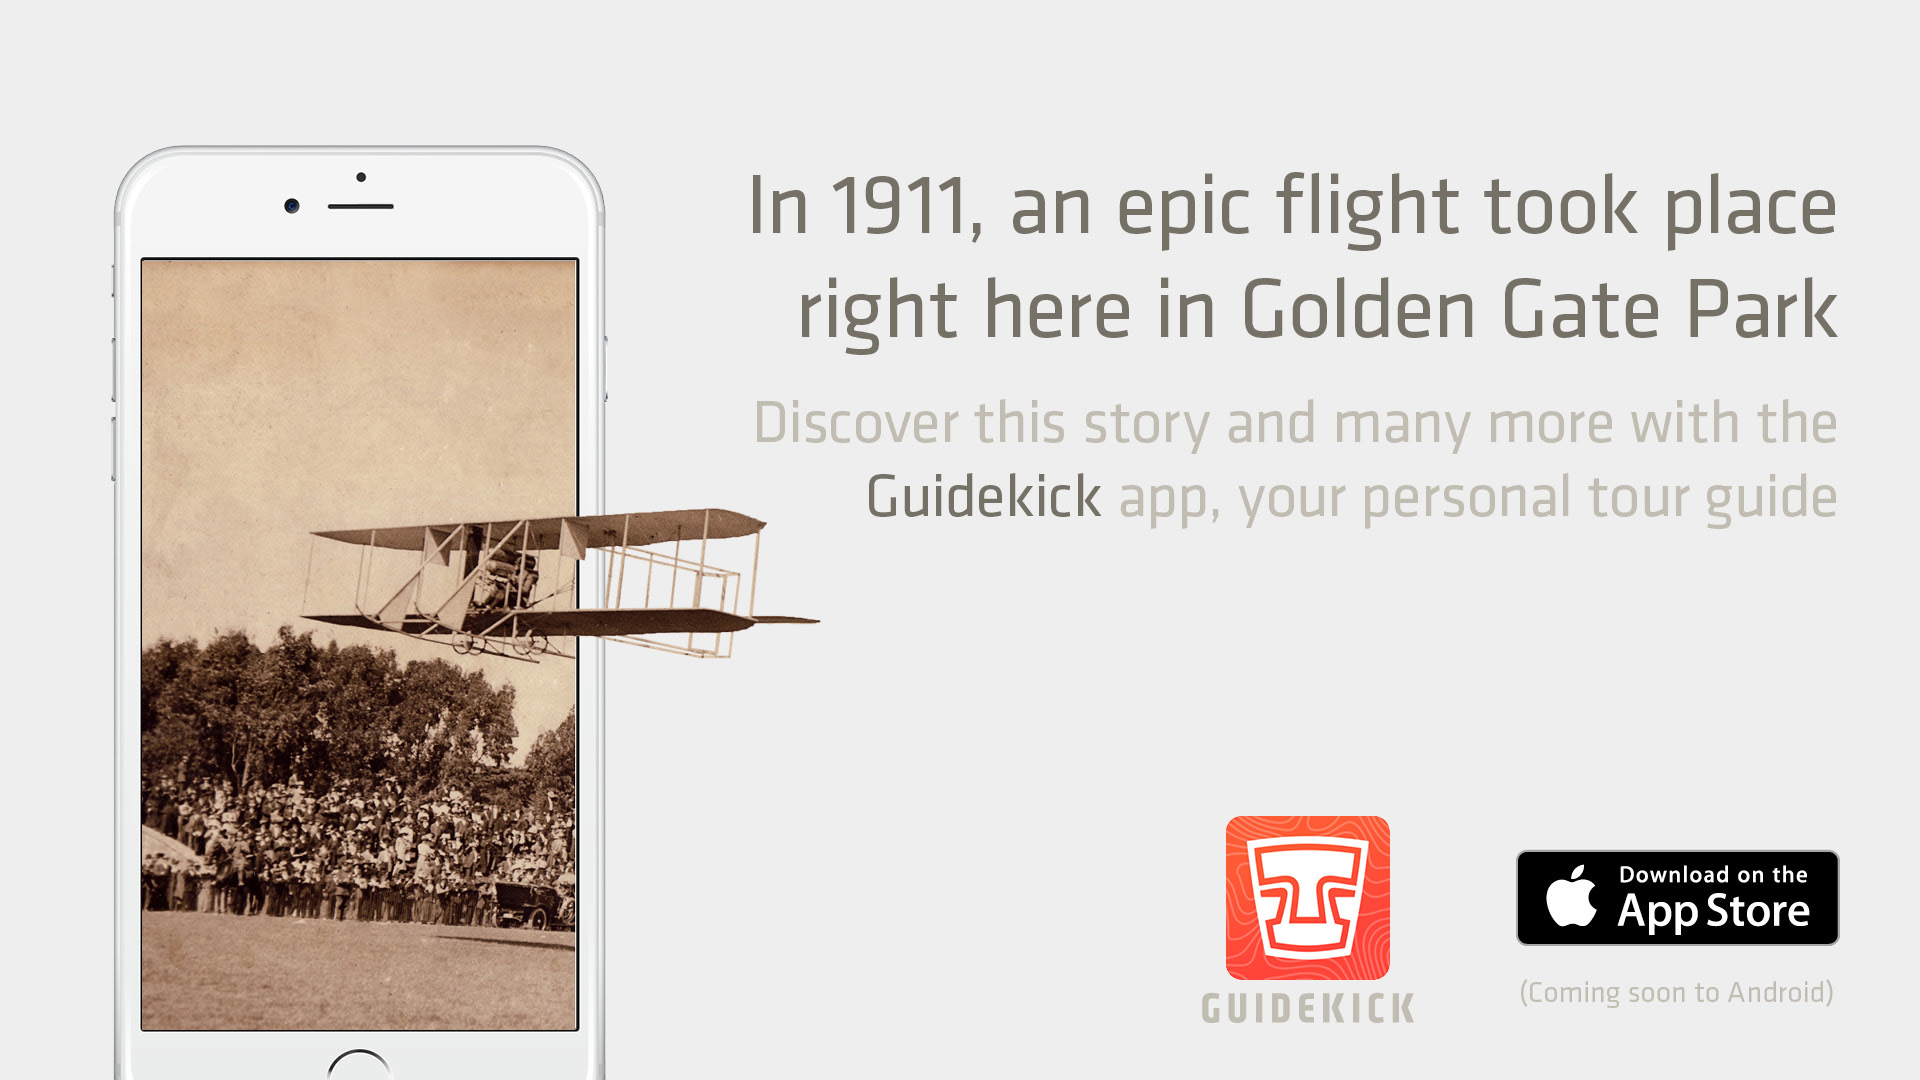 In 1911, an epic flight took place
right here in Golden Gate Park
Discover this story and many more with the
Guidekick app, your personal tour guide
GUIDEKICK
Download on the
App Store
(Coming soon to Android)